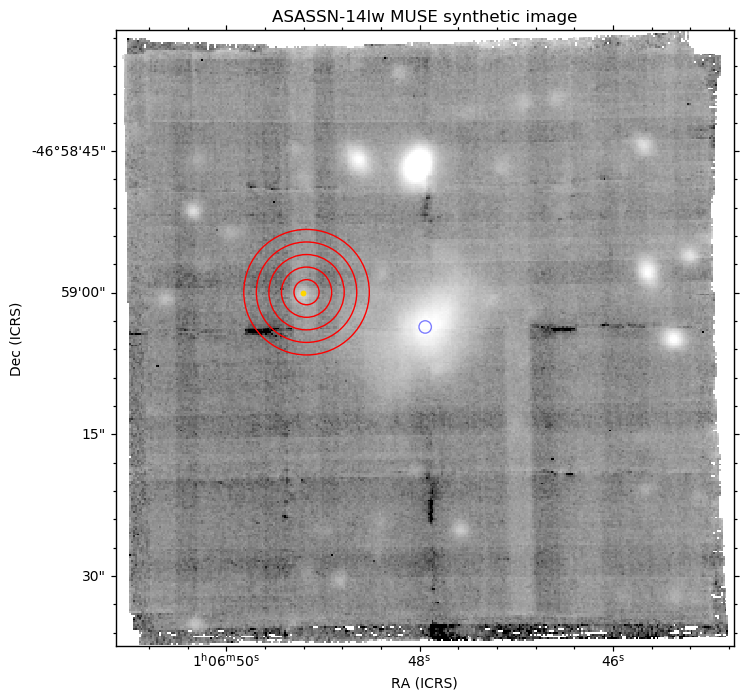 ASASSN-14lw MUSE synthetic image
-46°58'45"
59'00"
15"
30"
Dec (ICRS)
1ʰ06ᵐ50ˢ
48ˢ
46ˢ
RA (ICRS)